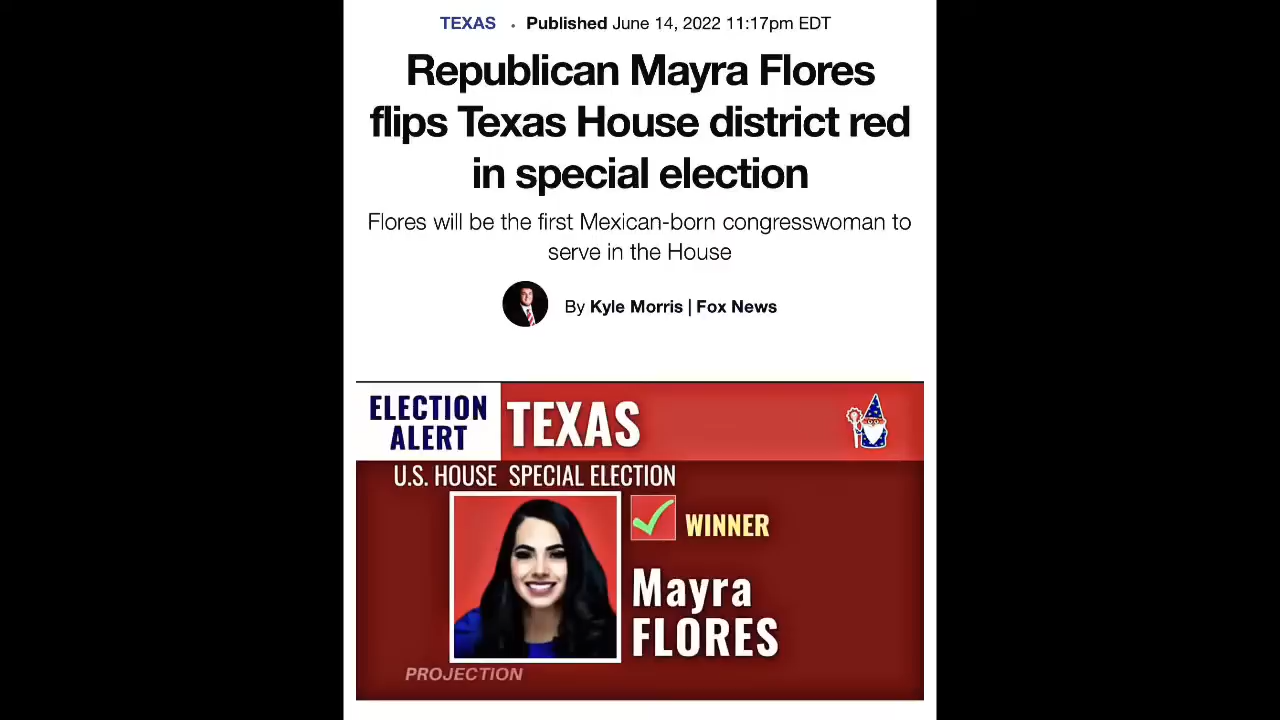 TEXAS • Published June 14, 2022 11:17pm EDT
Republican Mayra Flores
flips Texas House district red
in special election
Flores will be the first Mexican-born congresswoman to
serve in the House
By Kyle Morris | Fox News
ELECTION
ALERT
TEXAS
U.S. HOUSE SPECIAL ELECTION
WINNER
Mayra
FLORES
PROJECTION